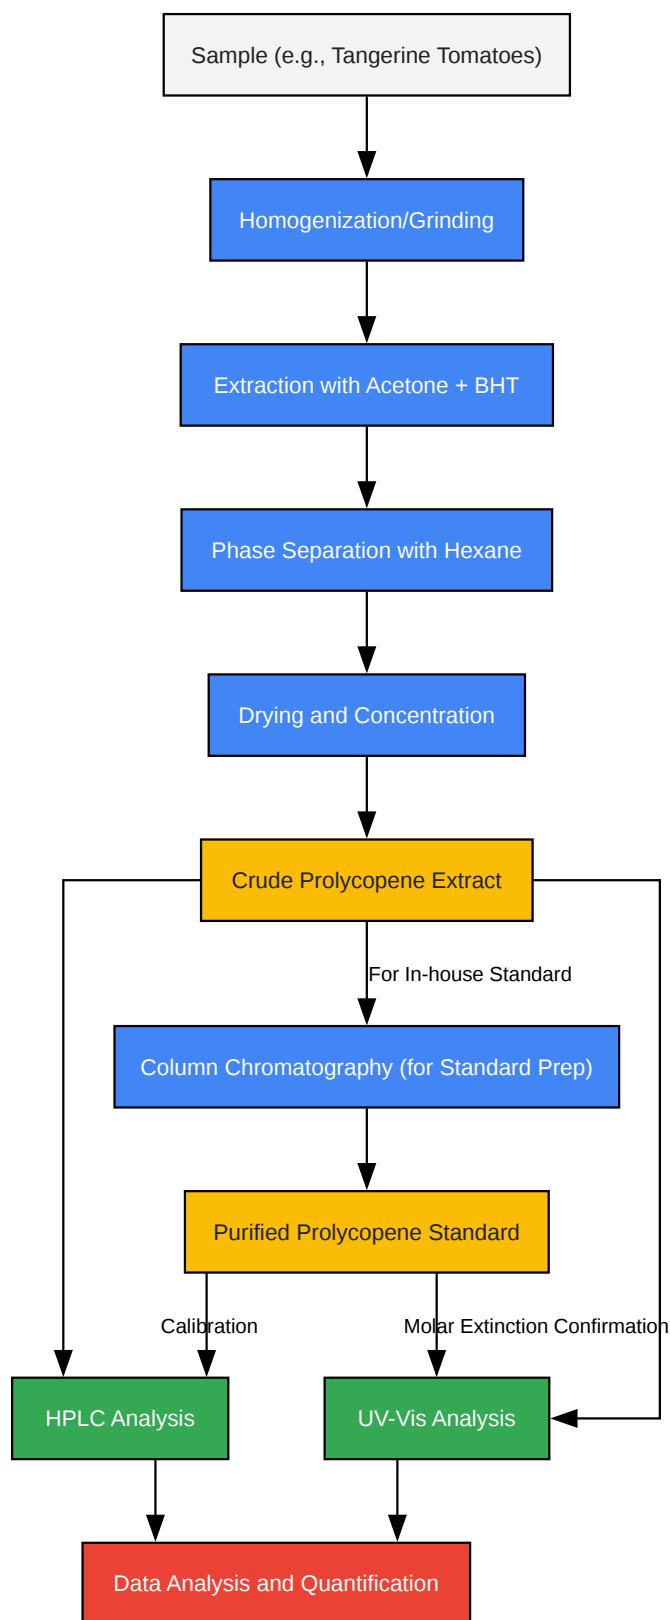 Sample (e.g., Tangerine Tomatoes)
Homogenization/Grinding
Extraction with Acetone + BHT
Phase Separation with Hexane
Drying and Concentration
Crude Prolycopene Extract
For In-house Standard
Column Chromatography (for Standard Prep)
Purified Prolycopene Standard
Calibration
Molar Extinction Confirmation
HPLC Analysis
UV-Vis Analysis
Data Analysis and Quantification